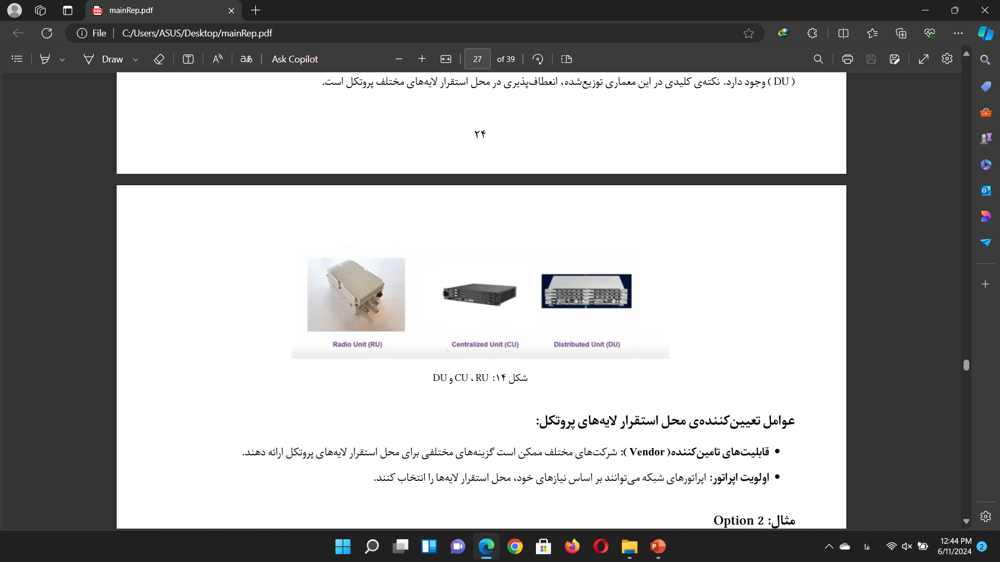 mainRep.pdf
File
C:/Users/ASUS/Desktop/mainRep.pdf
Draw
Ask Copilot
27
of 39
( DU ) وجود دارد. نکته‌ی کلیدی در این معماری توزیع‌شده، انعطاف‌پذیری در محل استقرار لایه‌های مختلف پروتکل است.
۲۴
Radio Unit (RU)
Centralized Unit (CU)
Distributed Unit (DU)
شکل ۱۴: RU ، CU و DU
عوامل تعیین‌کننده‌ی محل استقرار لایه‌های پروتکل:
• قابلیت‌های تامین‌کننده( Vendor ): شرکت‌های مختلف ممکن است گزینه‌های مختلفی برای محل استقرار لایه‌های پروتکل ارائه دهند.
• اولویت اپراتور: اپراتورهای شبکه می‌توانند بر اساس نیازهای خود، محل استقرار لایه‌ها را انتخاب کنند.
مثال: Option 2
فا
12:44 PM
6/11/2024
2